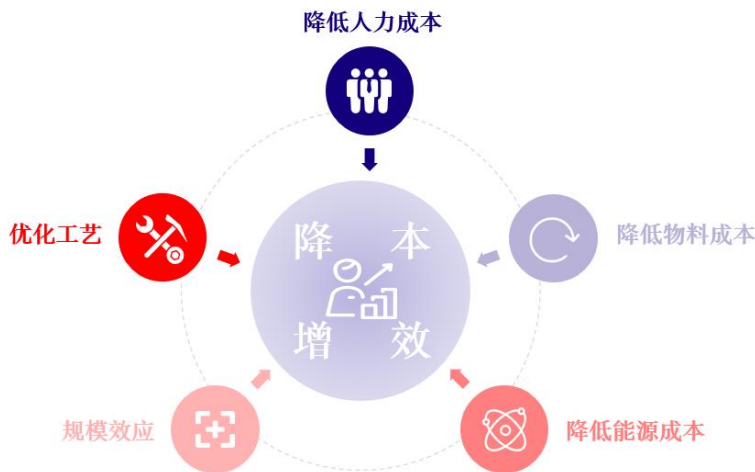 降低人力成本
优化工艺
降 本
降低物料成本
增 效
规模效应
降低能源成本